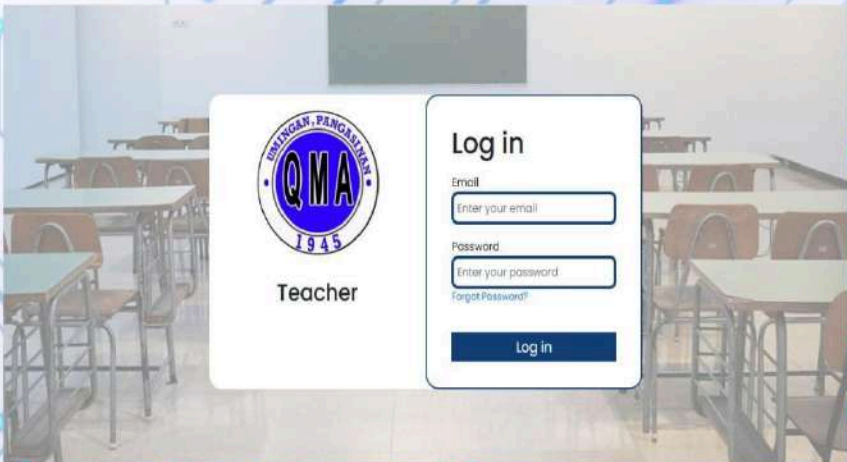 UMINGAN, PANGASINAN
QMA
1945
Teacher
Log in
Email
Enter your email
Password
Enter your password
Forgot Password?
Log in